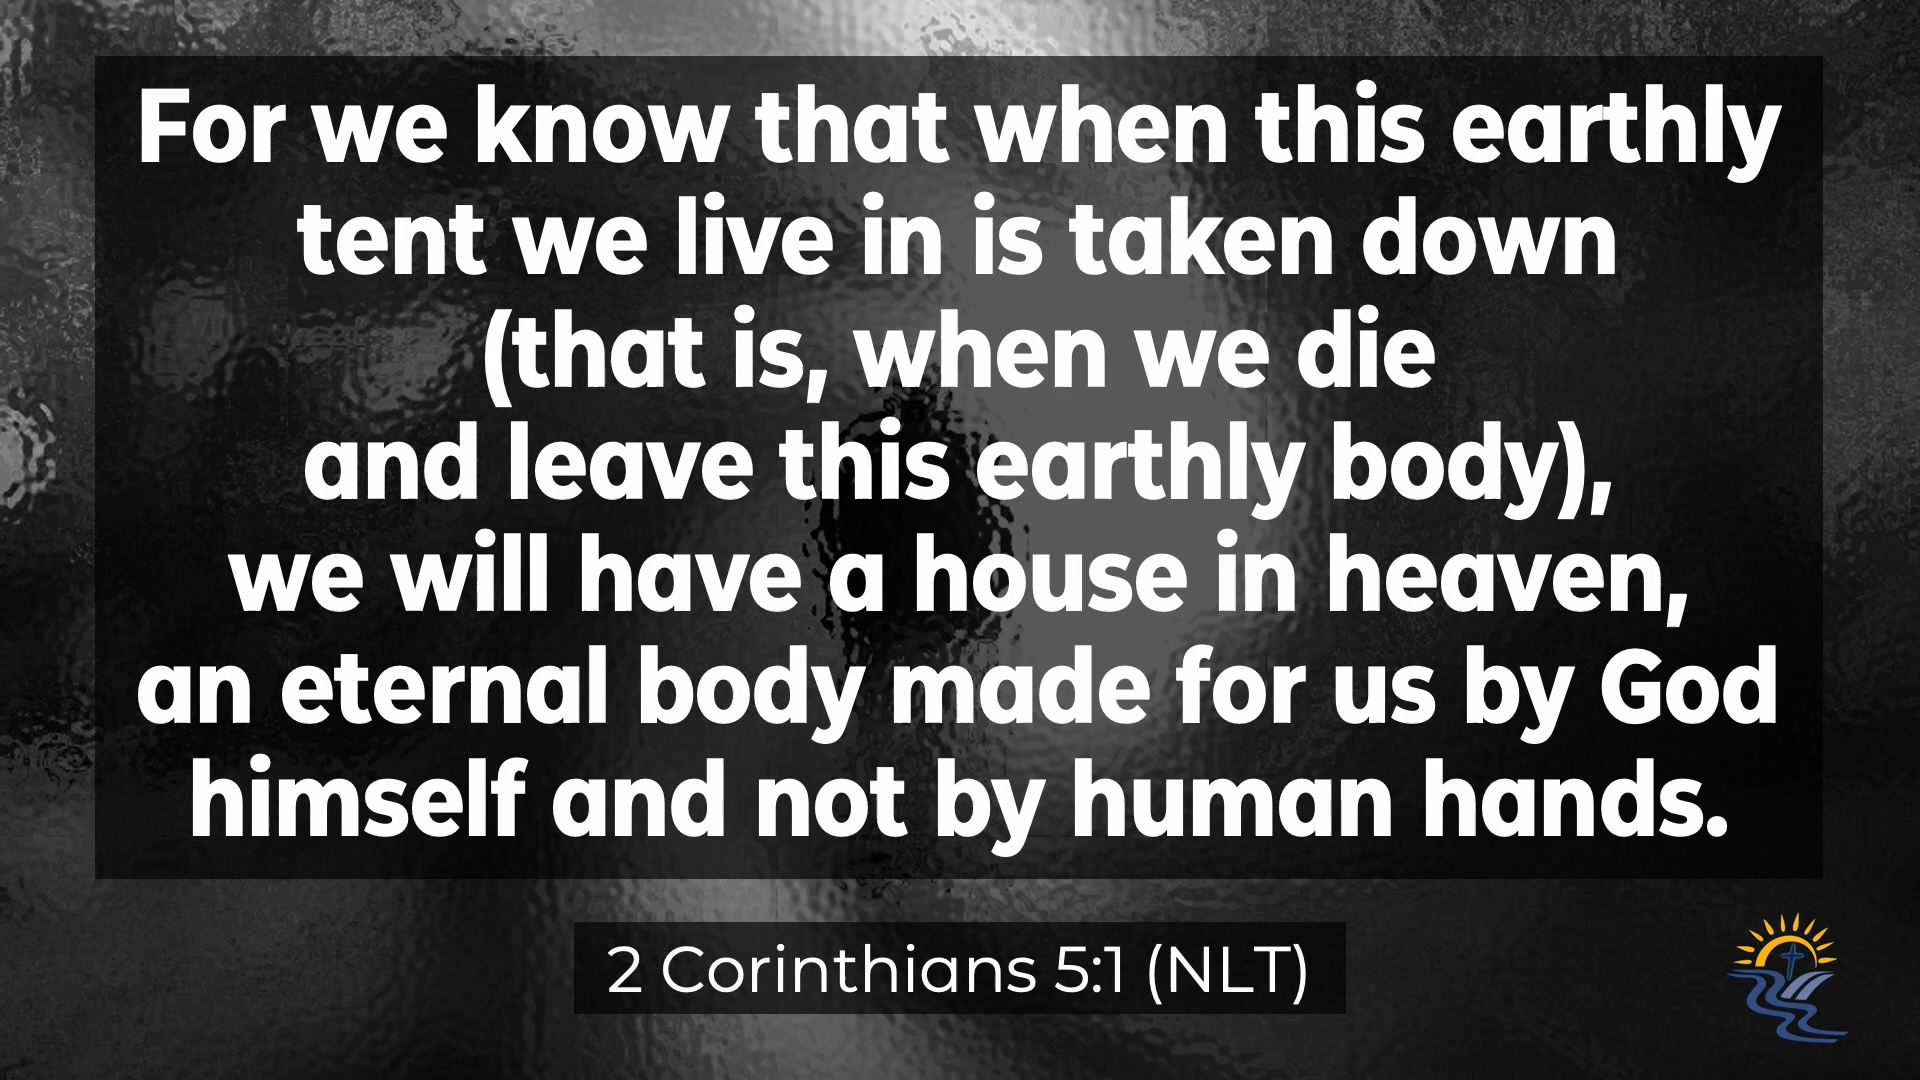 For we know that when this earthly
tent we live in is taken down
(that is, when we die
and leave this earthly body),
we will have a house in heaven,
an eternal body made for us by God
himself and not by human hands.
2 Corinthians 5:1 (NLT)